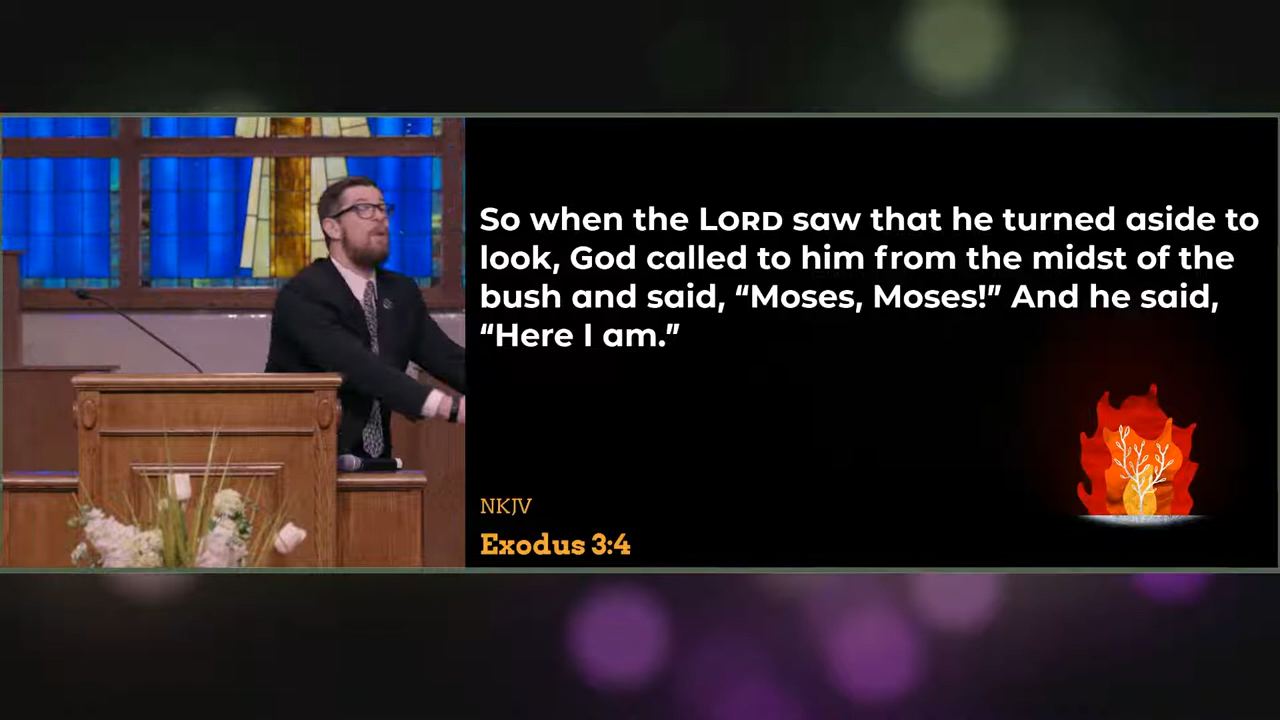 So when the LORD saw that he turned aside to
look, God called to him from the midst of the
bush and said, “Moses, Moses!” And he said,
“Here I am.”
NKJV
Exodus 3:4